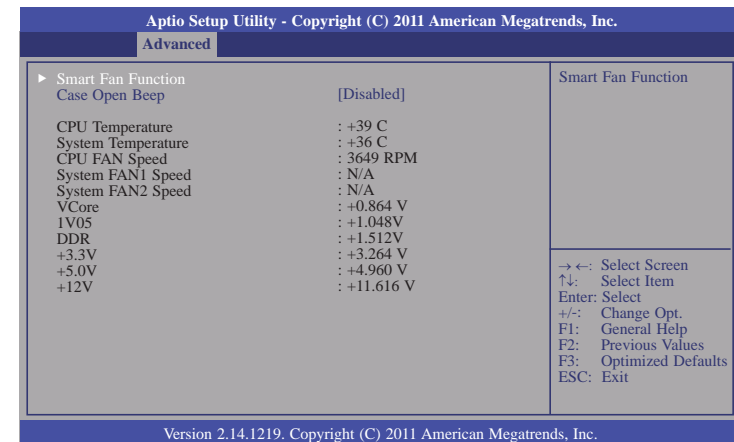 Aptio Setup Utility - Copyright (C) 2011 American Megatrends, Inc.
Advanced
► Smart Fan Function
Case Open Beep [Disabled]
CPU Temperature : +39 C
System Temperature : +36 C
CPU FAN Speed : 3649 RPM
System FAN1 Speed : N/A
System FAN2 Speed : N/A
VCore : +0.864 V
1V05 : +1.048V
DDR : +1.512V
+3.3V : +3.264 V
+5.0V : +4.960 V
+12V : +11.616 V
Smart Fan Function
→←: Select Screen
↑↓: Select Item
Enter: Select
+/-: Change Opt.
F1: General Help
F2: Previous Values
F3: Optimized Defaults
ESC: Exit
Version 2.14.1219. Copyright (C) 2011 American Megatrends, Inc.